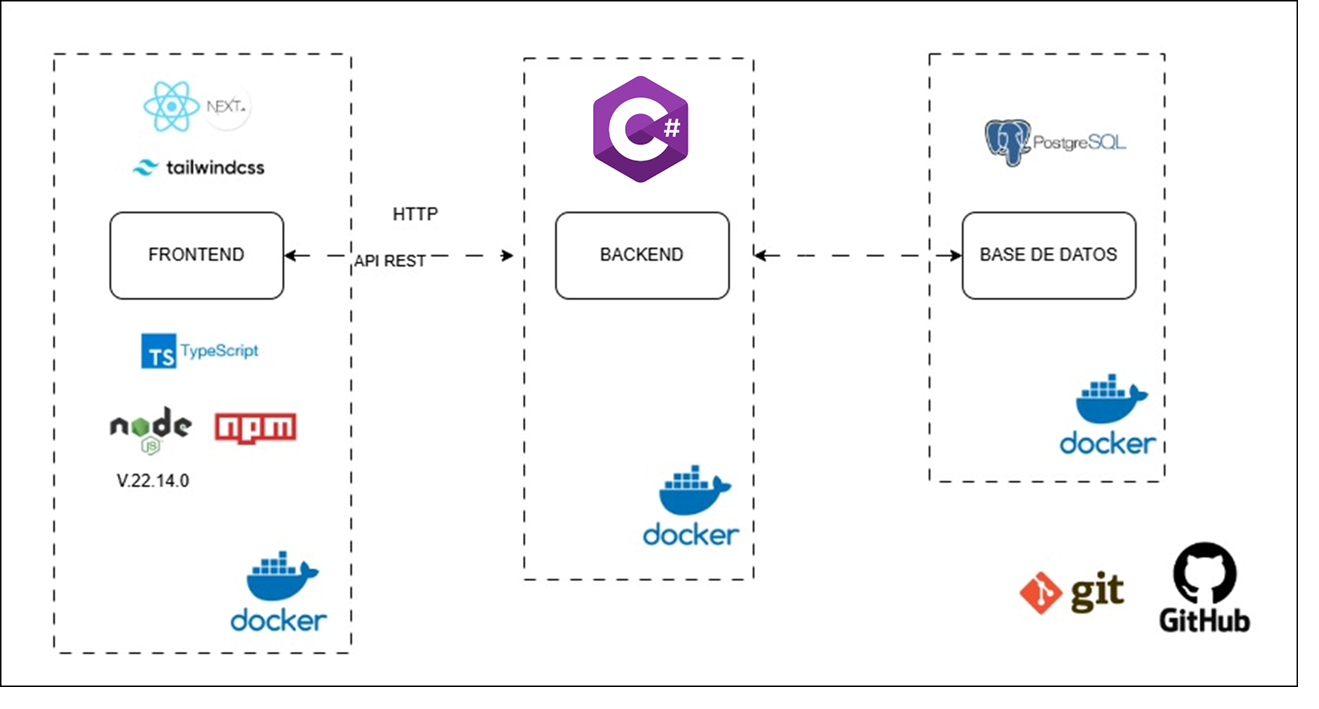 NEXT.
tailwindcss
FRONTEND
TS TypeScript
node
JS
npm
V.22.14.0
docker
HTTP
API REST
C#
BACKEND
docker
PostgreSQL
BASE DE DATOS
docker
git
GitHub